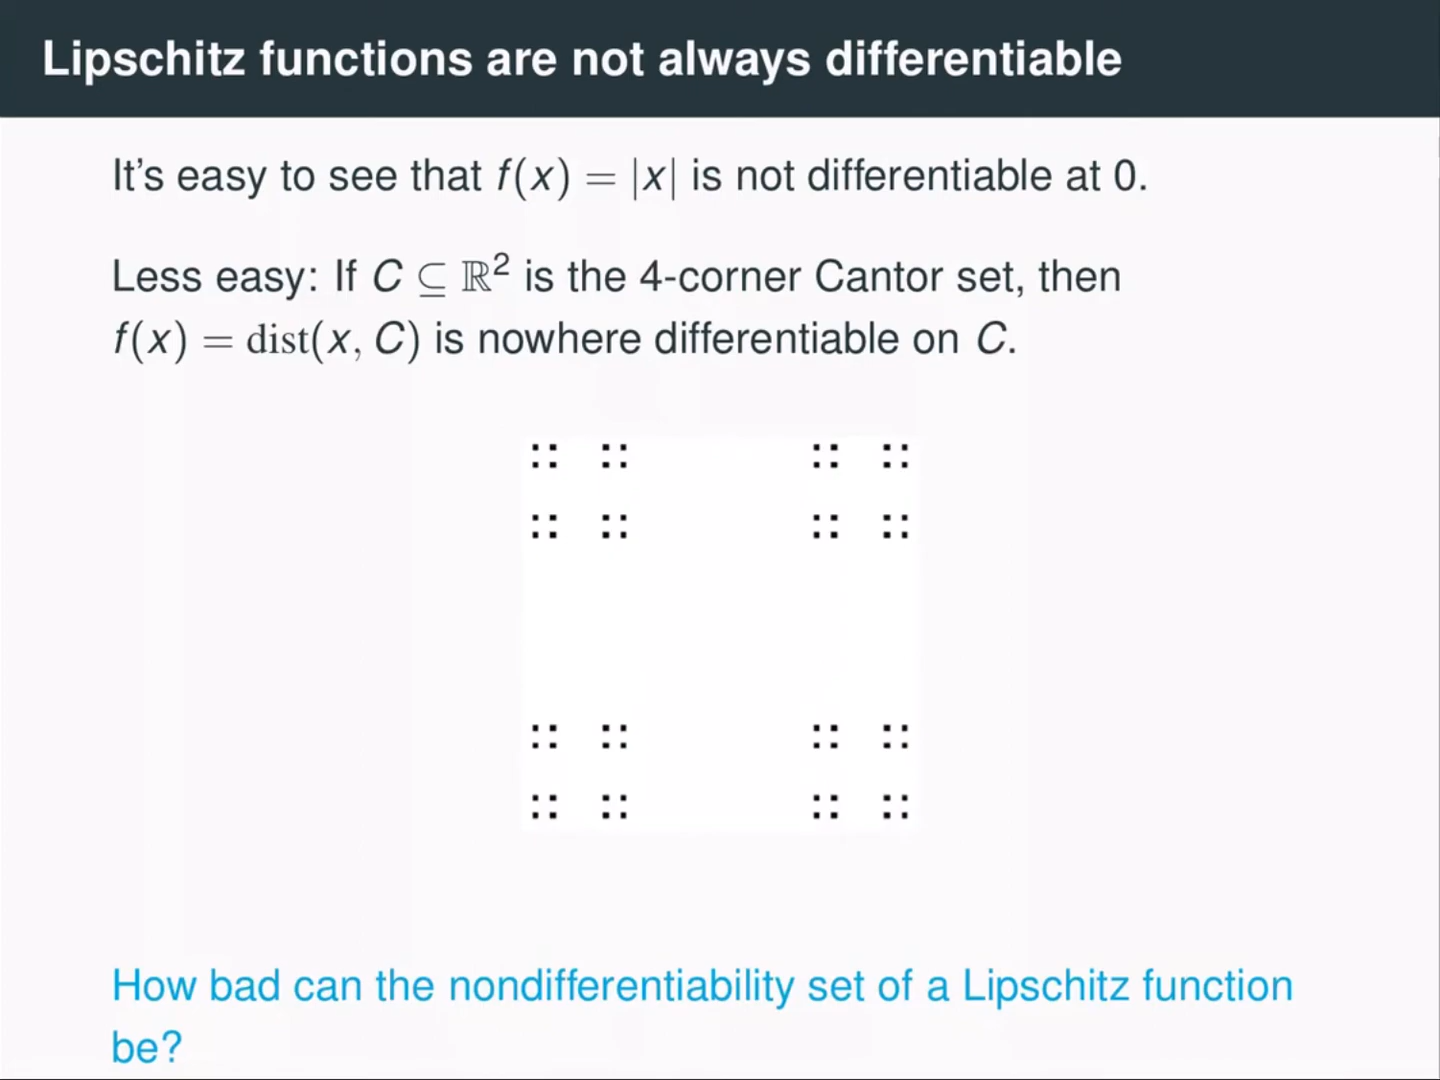 Lipschitz functions are not always differentiable
It's easy to see that f(x) = |x| is not differentiable at 0.
Less easy: If C ⊆ ℝ² is the 4-corner Cantor set, then
f(x) = dist(x, C) is nowhere differentiable on C.
How bad can the nondifferentiability set of a Lipschitz function
be?